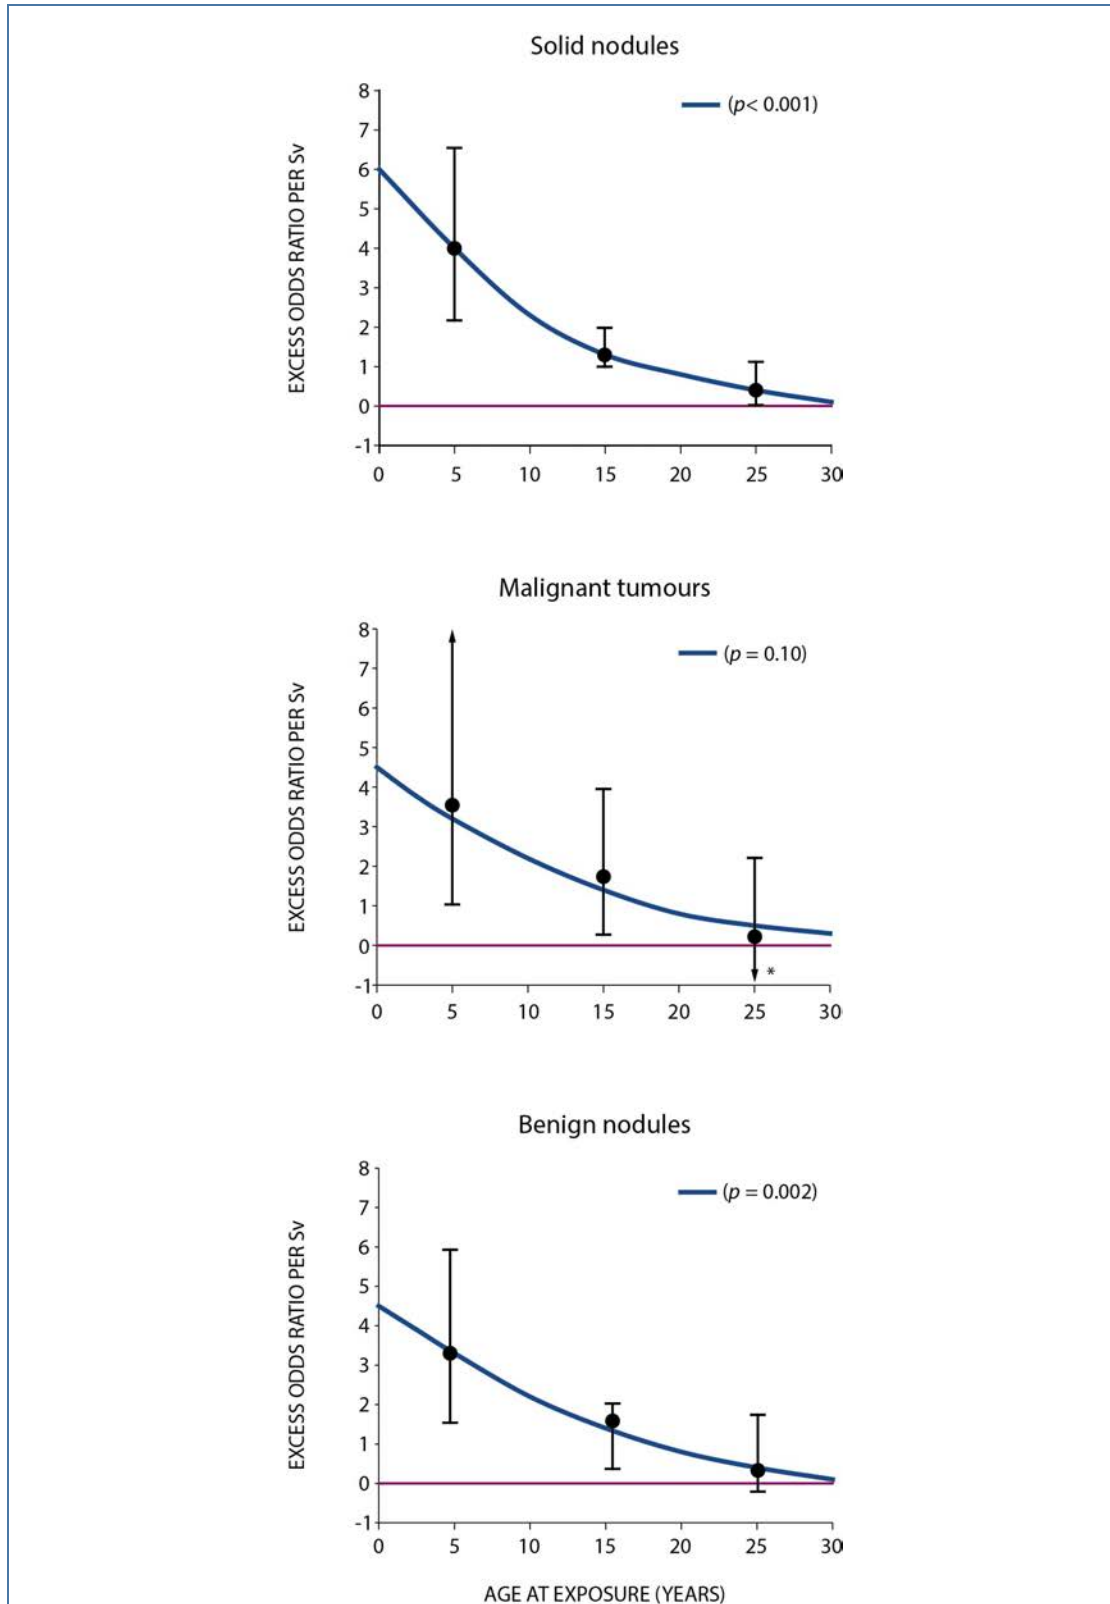 Solid nodules
(p< 0.001)
EXCESS ODDS RATIO PER Sv
8
7
6
5
4
3
2
1
0
-1
0 5 10 15 20 25 30
Malignant tumours
(p = 0.10)
EXCESS ODDS RATIO PER Sv
8
7
6
5
4
3
2
1
0
*
-1
0 5 10 15 20 25 30
Benign nodules
(p = 0.002)
EXCESS ODDS RATIO PER Sv
8
7
6
5
4
3
2
1
0
-1
0 5 10 15 20 25 30
AGE AT EXPOSURE (YEARS)